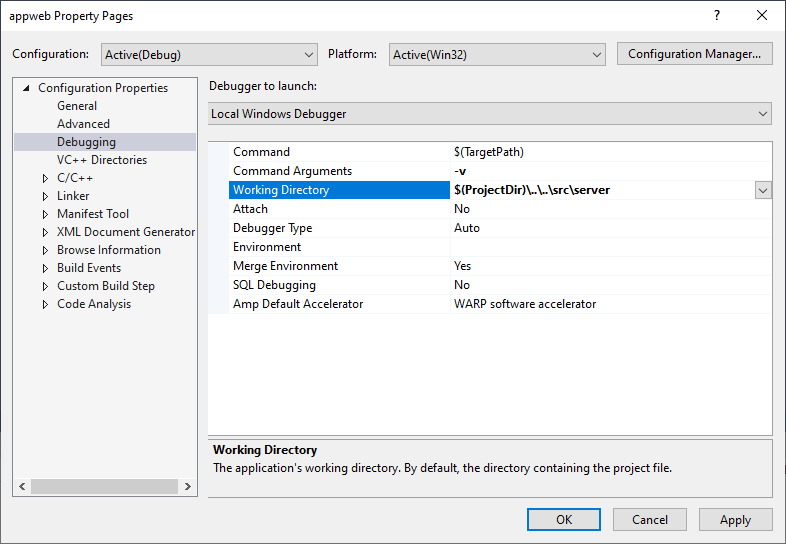 appweb Property Pages
Configuration: Active(Debug) Platform: Active(Win32) Configuration Manager...
Configuration Properties
General
Advanced
Debugging
VC++ Directories
C/C++
Linker
Manifest Tool
XML Document Generator
Browse Information
Build Events
Custom Build Step
Code Analysis
Debugger to launch:
Local Windows Debugger
Command $(TargetPath)
Command Arguments -v
Working Directory $(ProjectDir)\..\..\src\server
Attach No
Debugger Type Auto
Environment
Merge Environment Yes
SQL Debugging No
Amp Default Accelerator WARP software accelerator
Working Directory
The application's working directory. By default, the directory containing the project file.
OK Cancel Apply